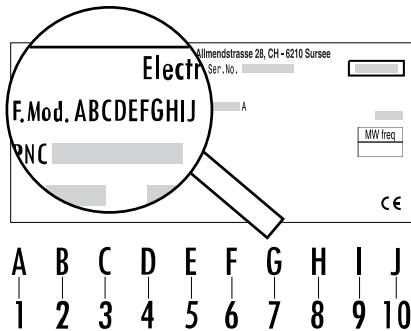 Allmendstrasse 28, CH - 6210 Sursee
Electr
Ser.No.
F.Mod. ABCDEFGHIJ
A
PNC
MW freq
CE
A B C D E F G H I J
1 2 3 4 5 6 7 8 9 10